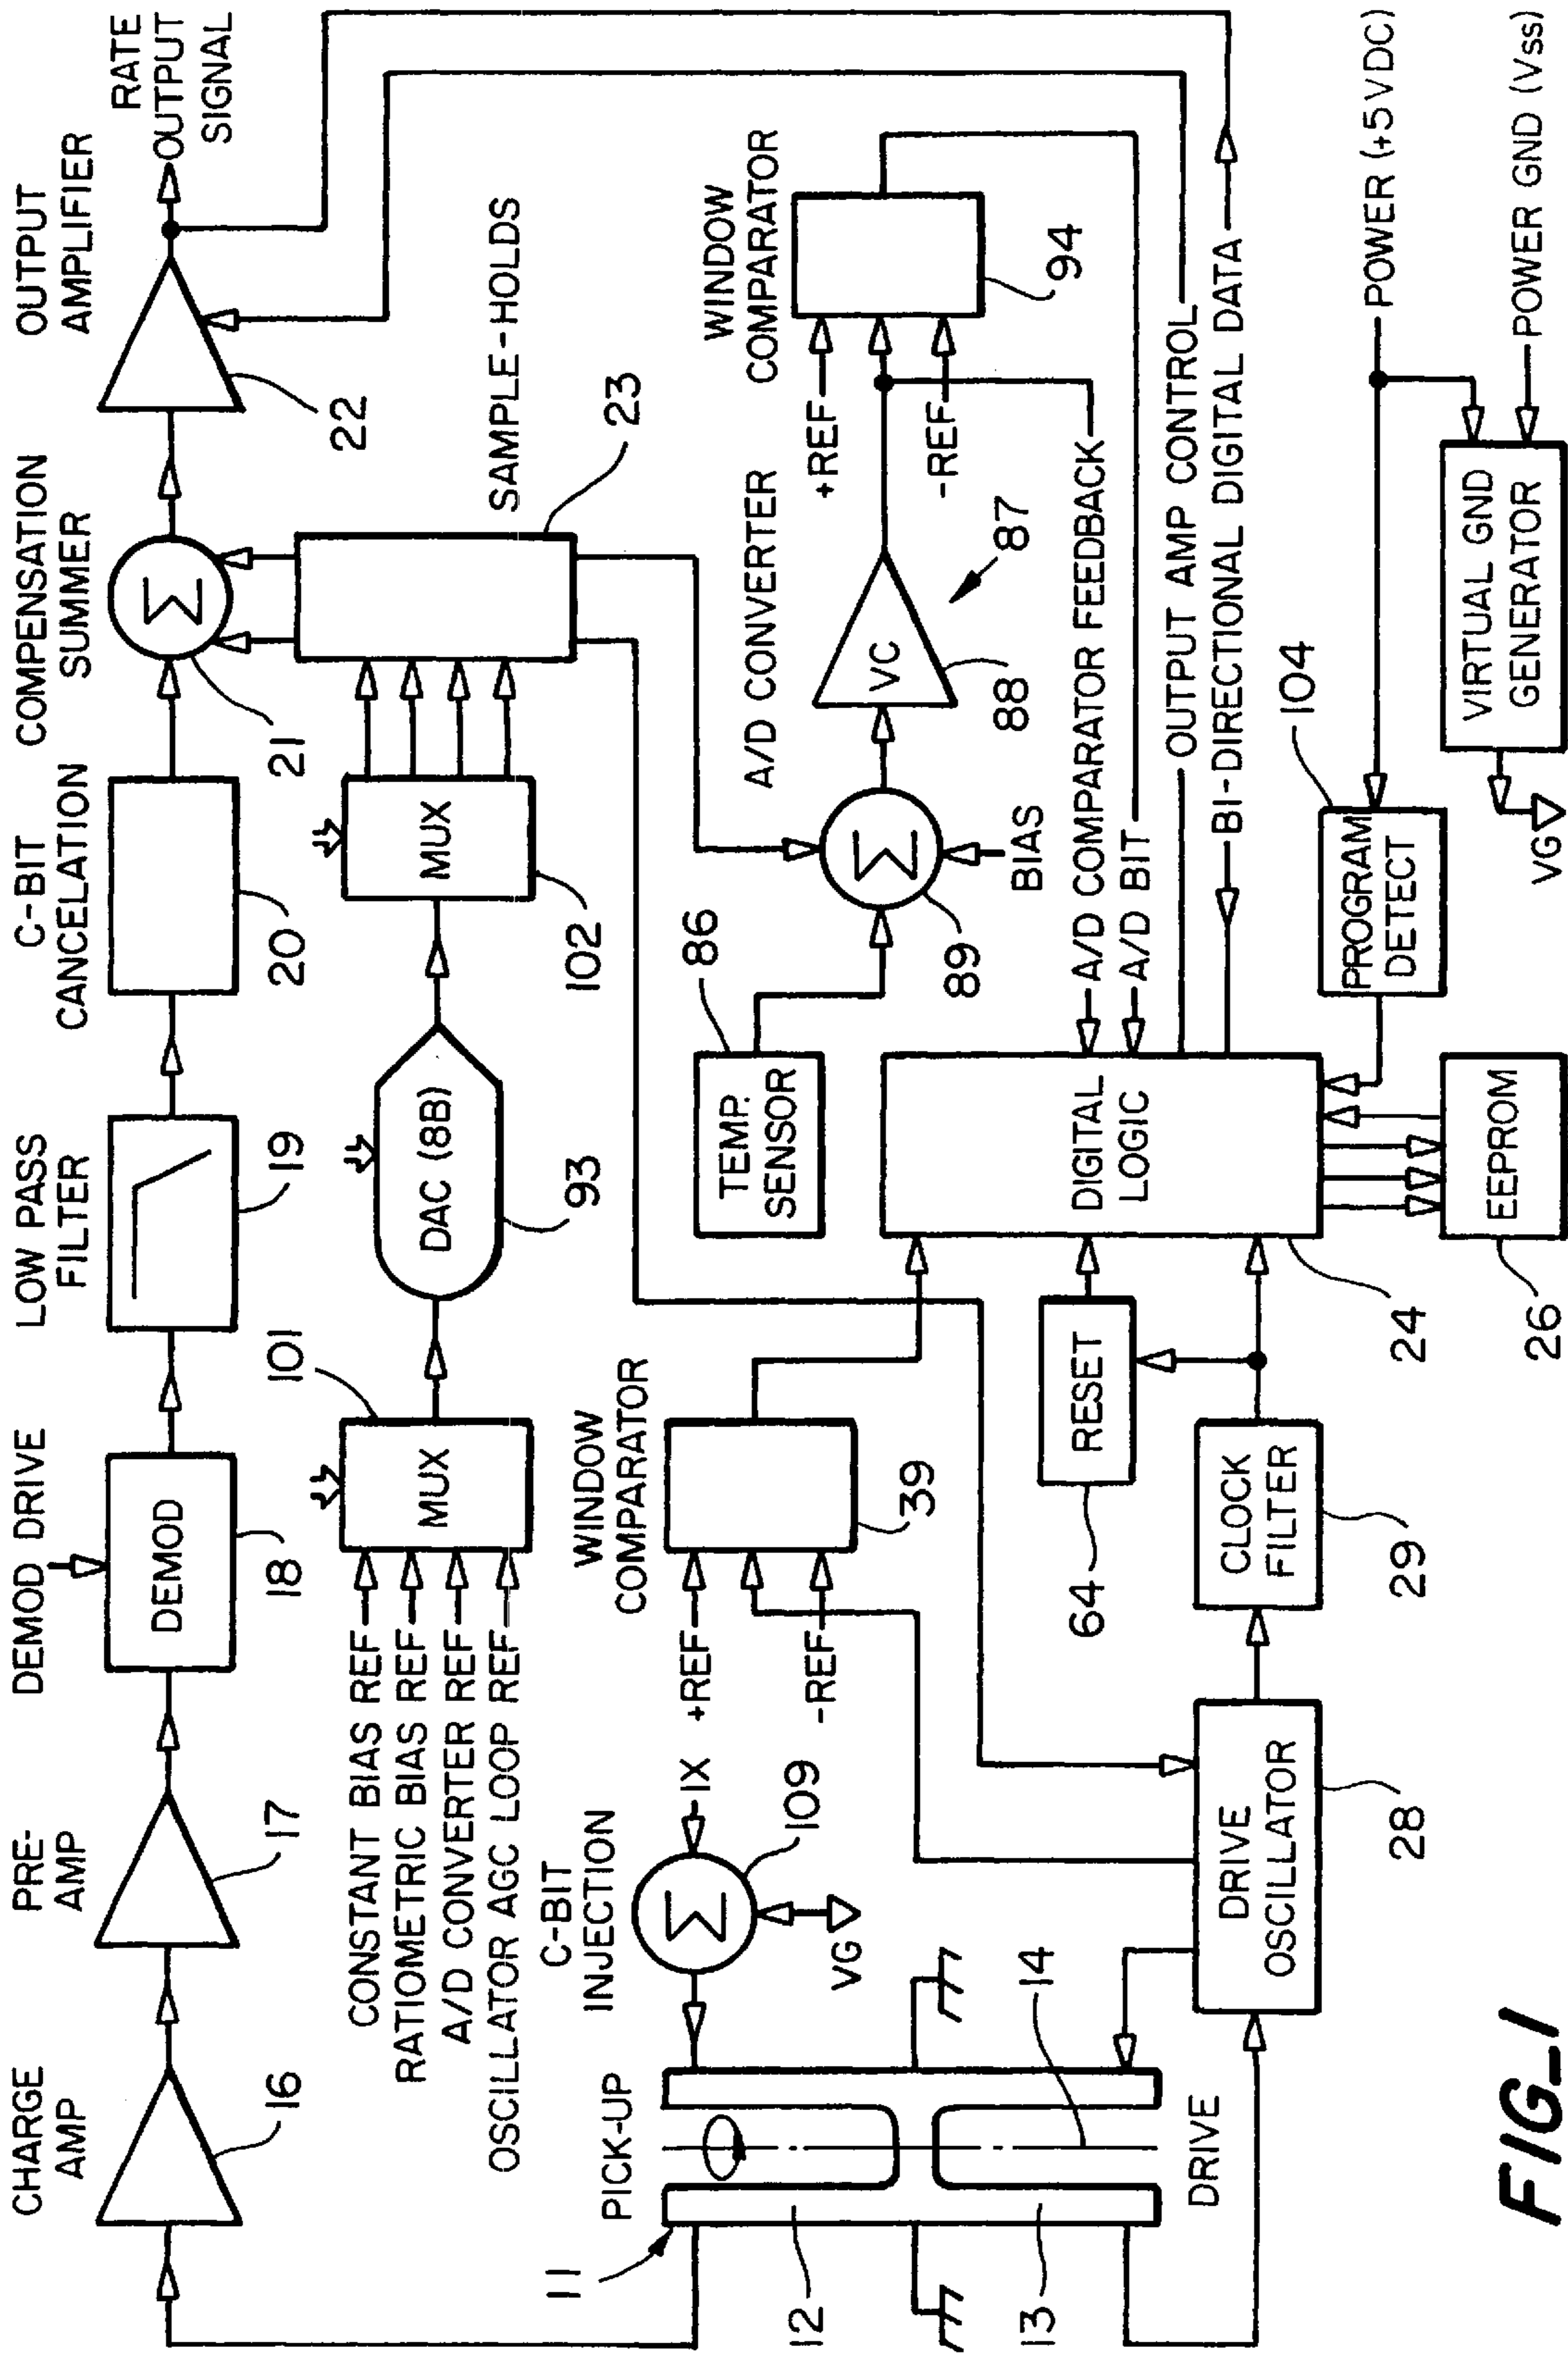 CHARGE
AMP
16
PRE-
AMP
17
DEMOD DRIVE
DEMOD
18
LOW PASS
FILTER
19
C-BIT
CANCELATION
20
COMPENSATION
SUMMER
Σ
21
OUTPUT
AMPLIFIER
22
RATE
OUTPUT
SIGNAL
CONSTANT BIAS REF
RATIOMETRIC BIAS REF
A/D CONVERTER REF
OSCILLATOR AGC LOOP REF
MUX
101
DAC (8B)
93
MUX
102
SAMPLE-HOLDS
23
C-BIT
INJECTION
Σ
IX
109
VG
WINDOW
COMPARATOR
+REF
-REF
39
TEMP.
SENSOR
86
A/D CONVERTER
Σ
89
BIAS
VC
88
87
WINDOW
COMPARATOR
+REF
-REF
94
PICK-UP
11
12
13
14
DRIVE
DRIVE
OSCILLATOR
28
CLOCK
FILTER
29
RESET
64
DIGITAL
LOGIC
24
A/D COMPARATOR FEEDBACK
A/D BIT
OUTPUT AMP CONTROL
BI-DIRECTIONAL DIGITAL DATA
EEPROM
26
PROGRAM
DETECT
104
POWER (+5VDC)
VIRTUAL GND
GENERATOR
POWER GND (Vss)
VG
FIG_1